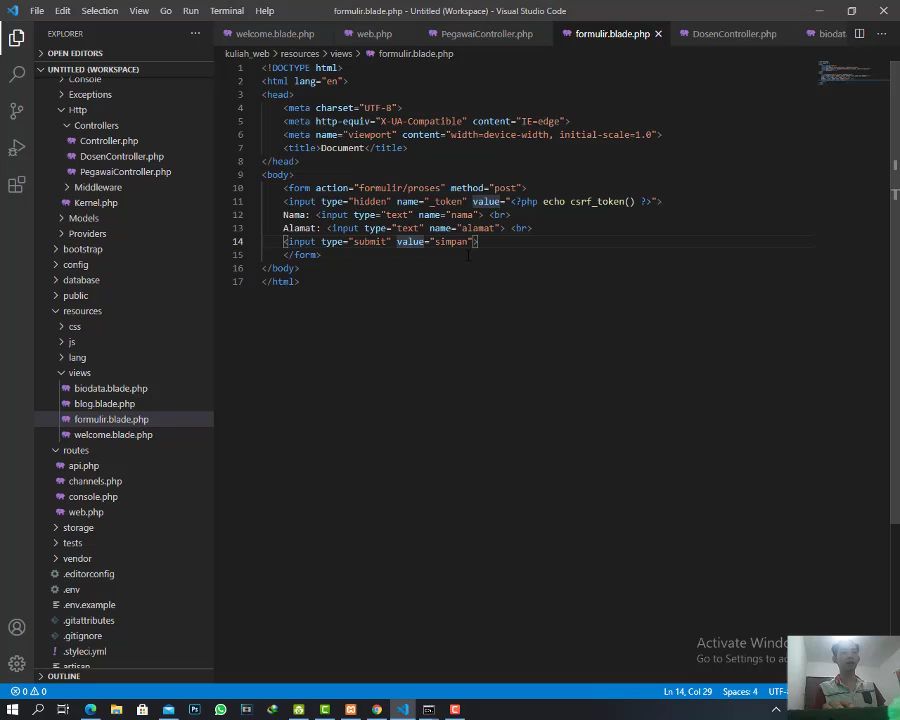 File Edit Selection View Go Run Terminal Help formulir.blade.php - Untitled (Workspace) - Visual Studio Code
EXPLORER
OPEN EDITORS
UNTITLED (WORKSPACE)
Console
Exceptions
Http
Controllers
Controller.php
DosenController.php
PegawaiController.php
Middleware
Kernel.php
Models
Providers
bootstrap
config
database
public
resources
css
js
lang
views
biodata.blade.php
blog.blade.php
formulir.blade.php
welcome.blade.php
routes
api.php
channels.php
console.php
web.php
storage
tests
vendor
.editorconfig
.env
.env.example
.gitattributes
.gitignore
.styleci.yml
artisan
OUTLINE
welcome.blade.php web.php PegawaiController.php formulir.blade.php DosenController.php biodata
kuliah_web > resources > views > formulir.blade.php
1 <!DOCTYPE html>
2 <html lang="en">
3 <head>
4 <meta charset="UTF-8">
5 <meta http-equiv="X-UA-Compatible" content="IE=edge">
6 <meta name="viewport" content="width=device-width, initial-scale=1.0">
7 <title>Document</title>
8 </head>
9 <body>
10 <form action="formulir/proses" method="post">
11 <input type="hidden" name="_token" value="<?php echo csrf_token() ?>">
12 Nama: <input type="text" name="nama"> <br>
13 Alamat: <input type="text" name="alamat"> <br>
14 <input type="submit" value="simpan">
15 </form>
16 </body>
17 </html>
Activate Windo
Go to Settings to a
0 0 Ln 14, Col 29 Spaces: 4 UTF-